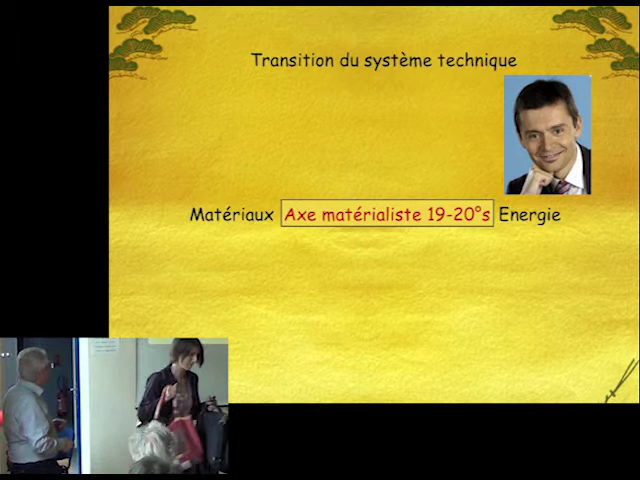 Transition du système technique
Matériaux Axe matérialiste 19-20°s Energie